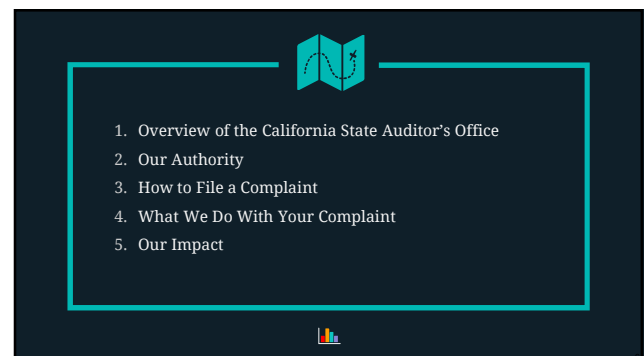 1. Overview of the California State Auditor’s Office
2. Our Authority
3. How to File a Complaint
4. What We Do With Your Complaint
5. Our Impact